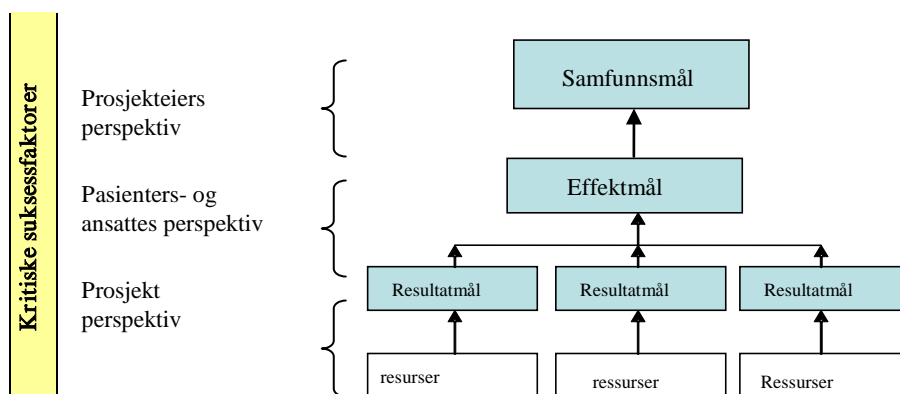 Kritiske suksessfaktorer
Prosjekteiers
perspektiv
Samfunnsmål
Pasienters- og
ansattes perspektiv
Effektmål
Prosjekt
perspektiv
Resultatmål
Resultatmål
Resultatmål
resurser
ressurser
Ressurser